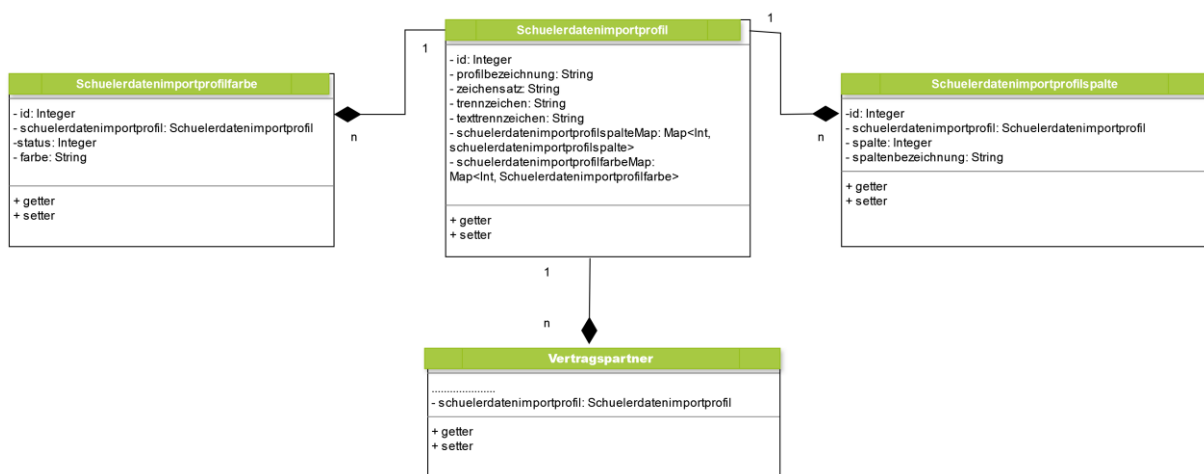 Schuelerdatenimportprofil
- id: Integer
- profilbezeichnung: String
- zeichensatz: String
- trennzeichen: String
- texttrennzeichen: String
- schuelerdatenimportprofilspalteMap: Map<Int,
schuelerdatenimportprofilspalte>
- schuelerdatenimportprofilfarbeMap:
Map<Int, Schuelerdatenimportprofilfarbe>
+ getter
+ setter
1
1
Schuelerdatenimportprofilfarbe
- id: Integer
- schuelerdatenimportprofil: Schuelerdatenimportprofil
-status: Integer
- farbe: String
+ getter
+ setter
n
Schuelerdatenimportprofilspalte
-id: Integer
- schuelerdatenimportprofil: Schuelerdatenimportprofil
- spalte: Integer
- spaltenbezeichnung: String
+ getter
+ setter
n
1
n
Vertragspartner
.....................
- schuelerdatenimportprofil: Schuelerdatenimportprofil
+ getter
+ setter